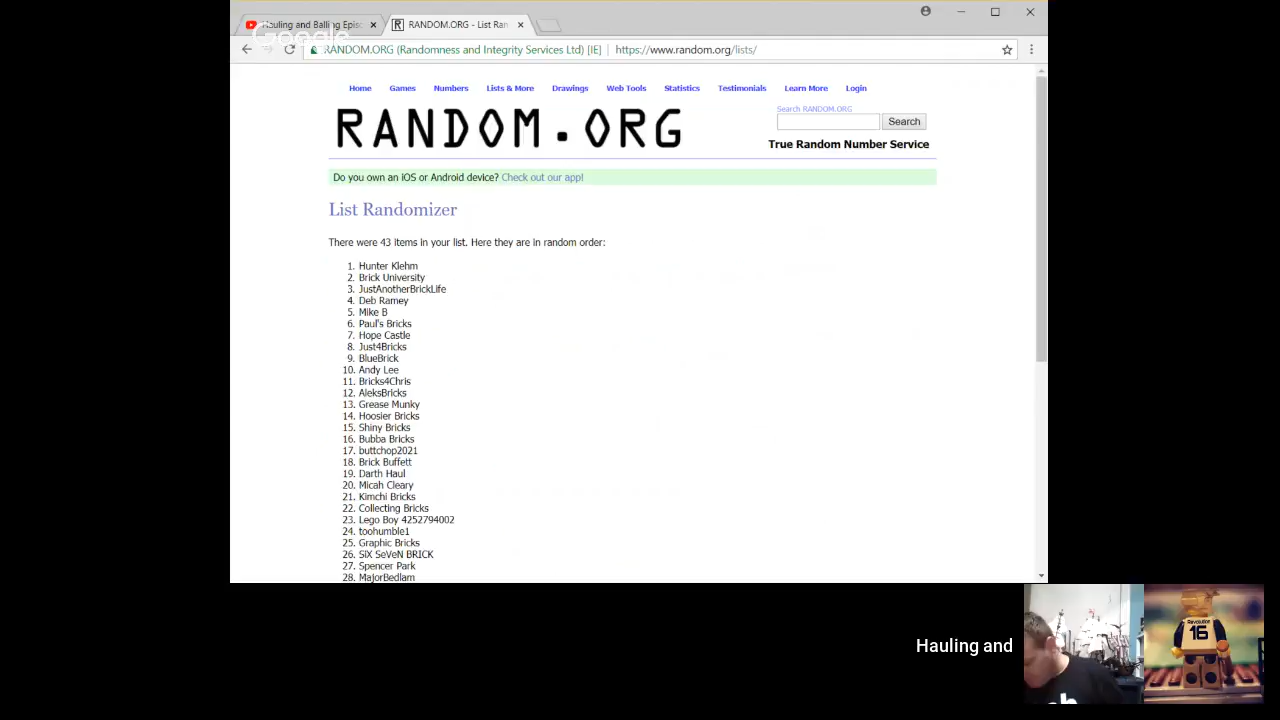 Hauling and Balling Episo
RANDOM.ORG - List Ran
Google
RANDOM.ORG (Randomness and Integrity Services Ltd) [IE] https://www.random.org/lists/
Home Games Numbers Lists & More Drawings Web Tools Statistics Testimonials Learn More Login
RANDOM.ORG
Search RANDOM.ORG
Search
True Random Number Service
Do you own an iOS or Android device? Check out our app!
List Randomizer
There were 43 items in your list. Here they are in random order:
1. Hunter Klehm
2. Brick University
3. JustAnotherBrickLife
4. Deb Ramey
5. Mike B
6. Paul's Bricks
7. Hope Castle
8. Just4Bricks
9. BlueBrick
10. Andy Lee
11. Bricks4Chris
12. AleksBricks
13. Grease Munky
14. Hoosier Bricks
15. Shiny Bricks
16. Bubba Bricks
17. buttchop2021
18. Brick Buffett
19. Darth Haul
20. Micah Cleary
21. Kimchi Bricks
22. Collecting Bricks
23. Lego Boy 4252794002
24. toohumble1
25. Graphic Bricks
26. SIX SeVeN BRICK
27. Spencer Park
28. MajorBedlam
Hauling and
Revolution
16